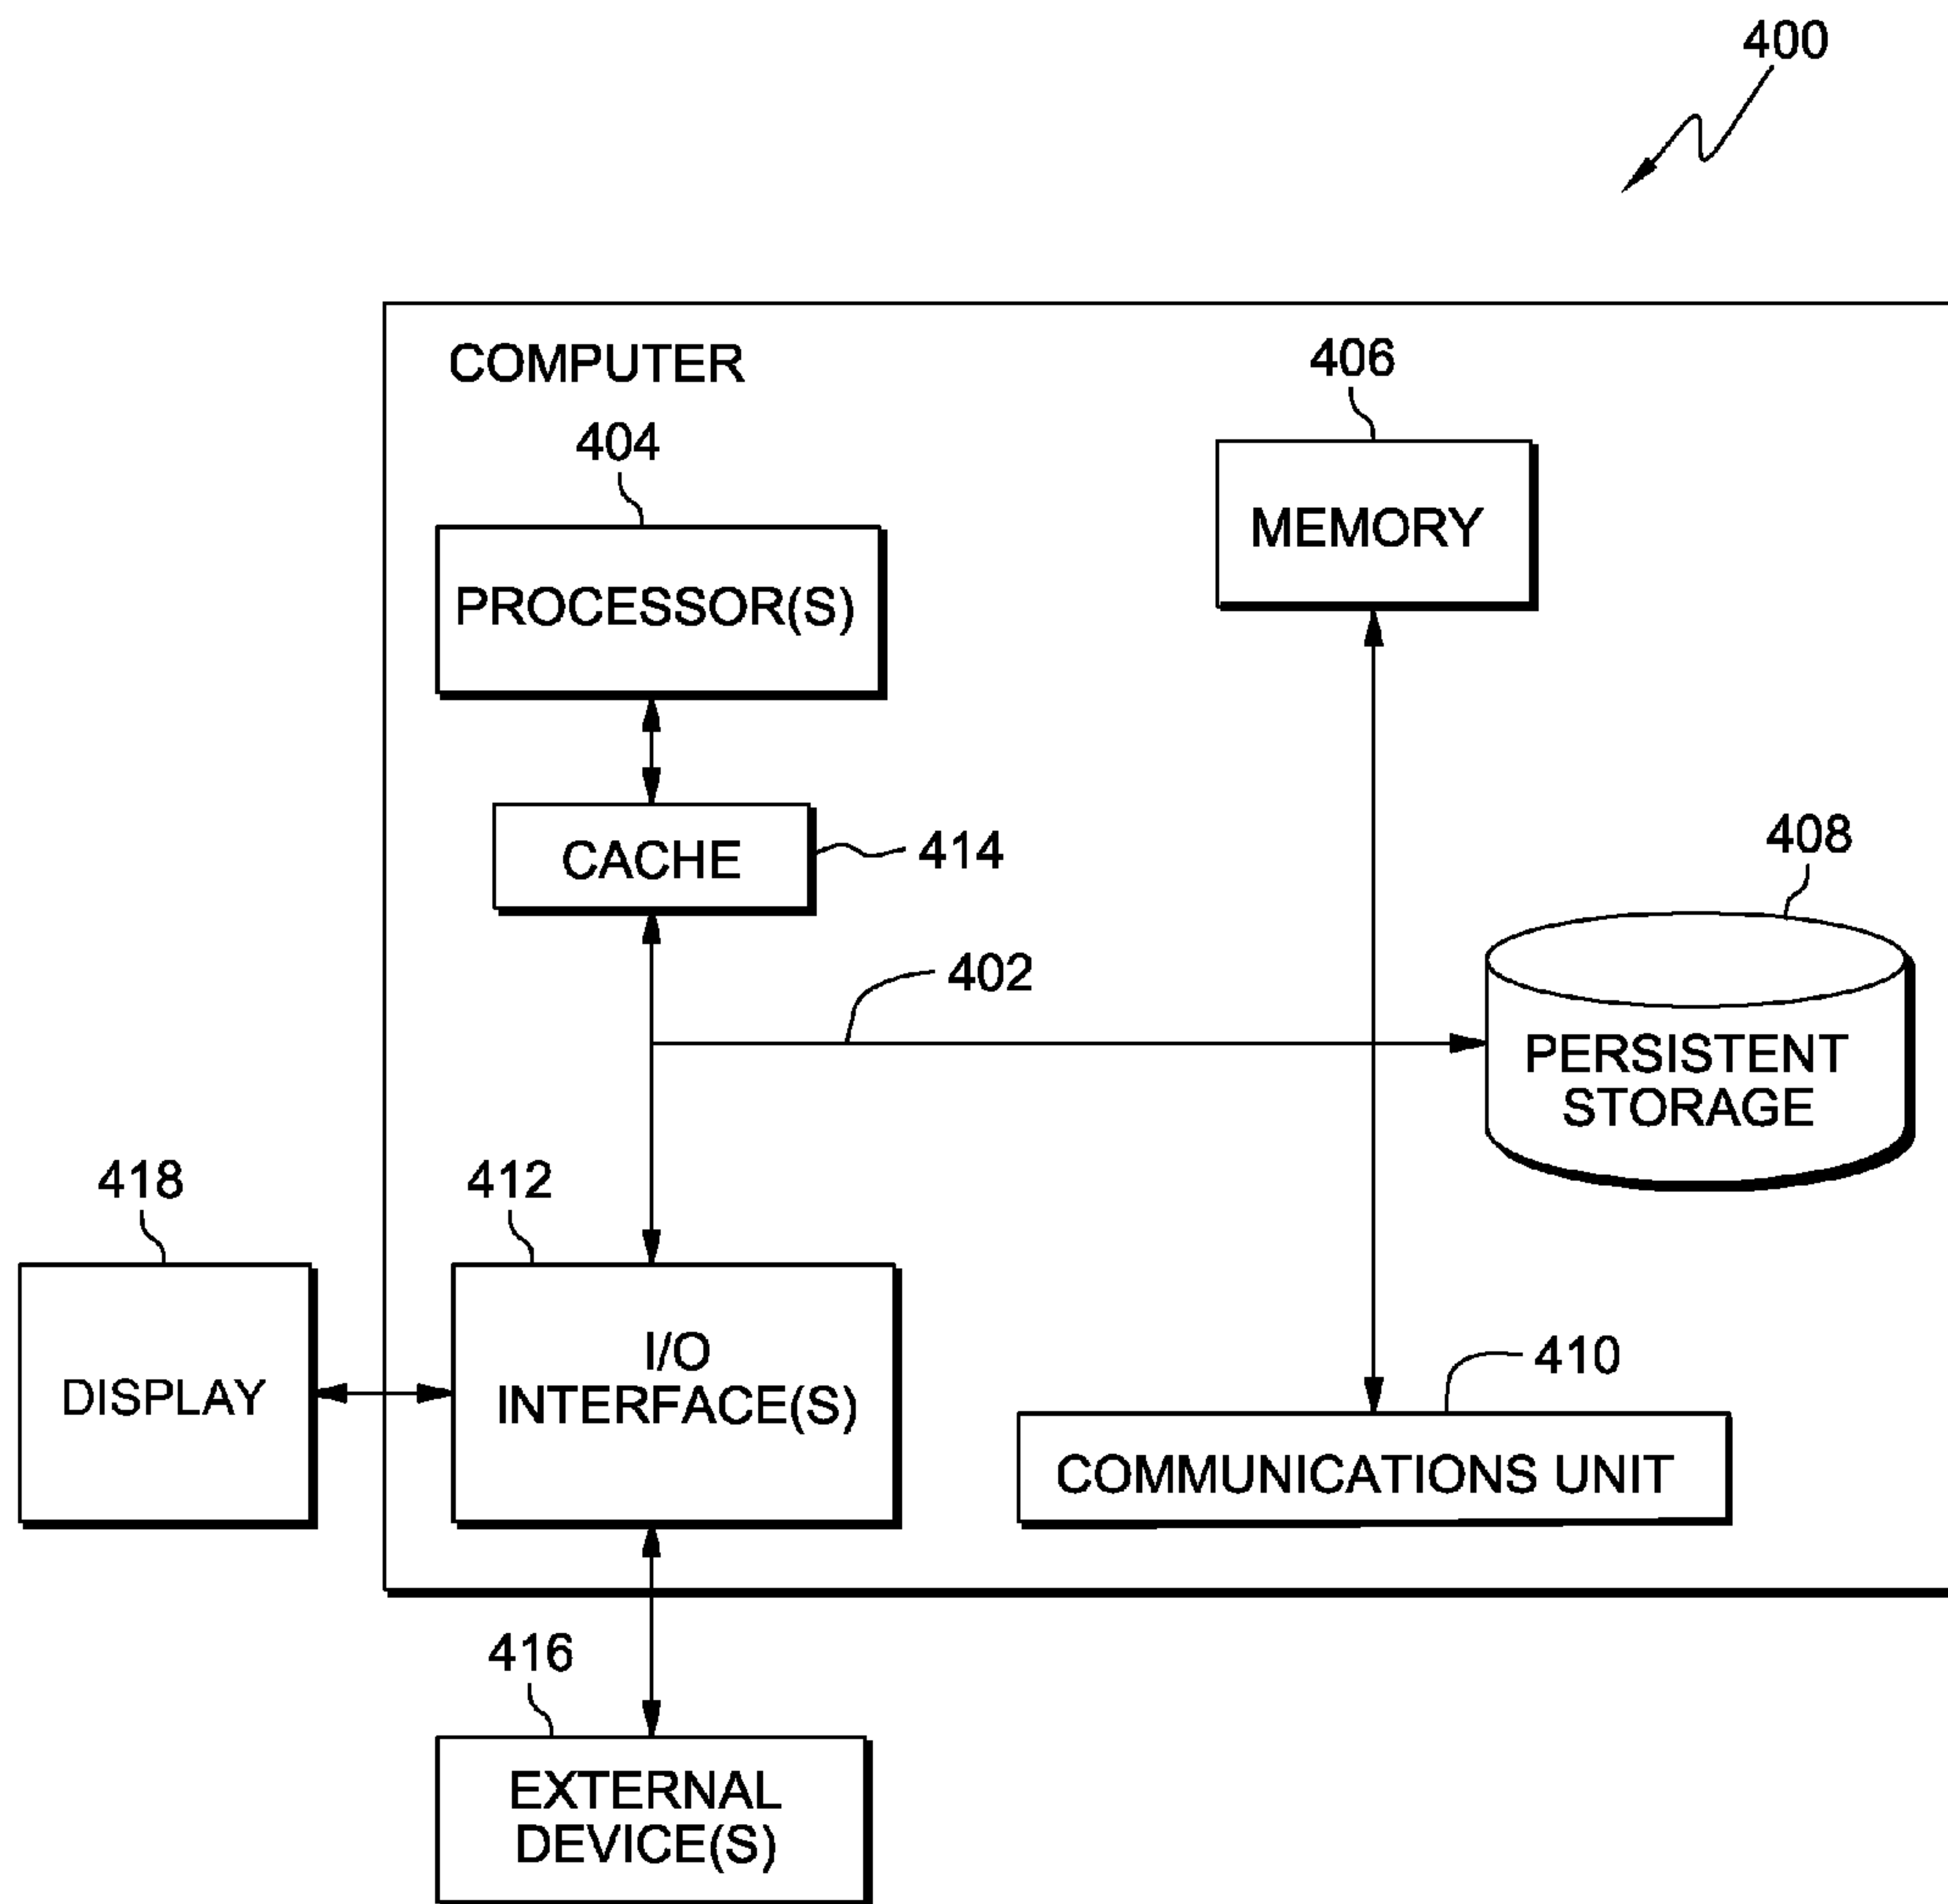 400
COMPUTER
406
404
MEMORY
PROCESSOR(S)
408
CACHE
414
402
PERSISTENT
STORAGE
418
412
I/O
INTERFACE(S)
410
DISPLAY
COMMUNICATIONS UNIT
416
EXTERNAL
DEVICE(S)